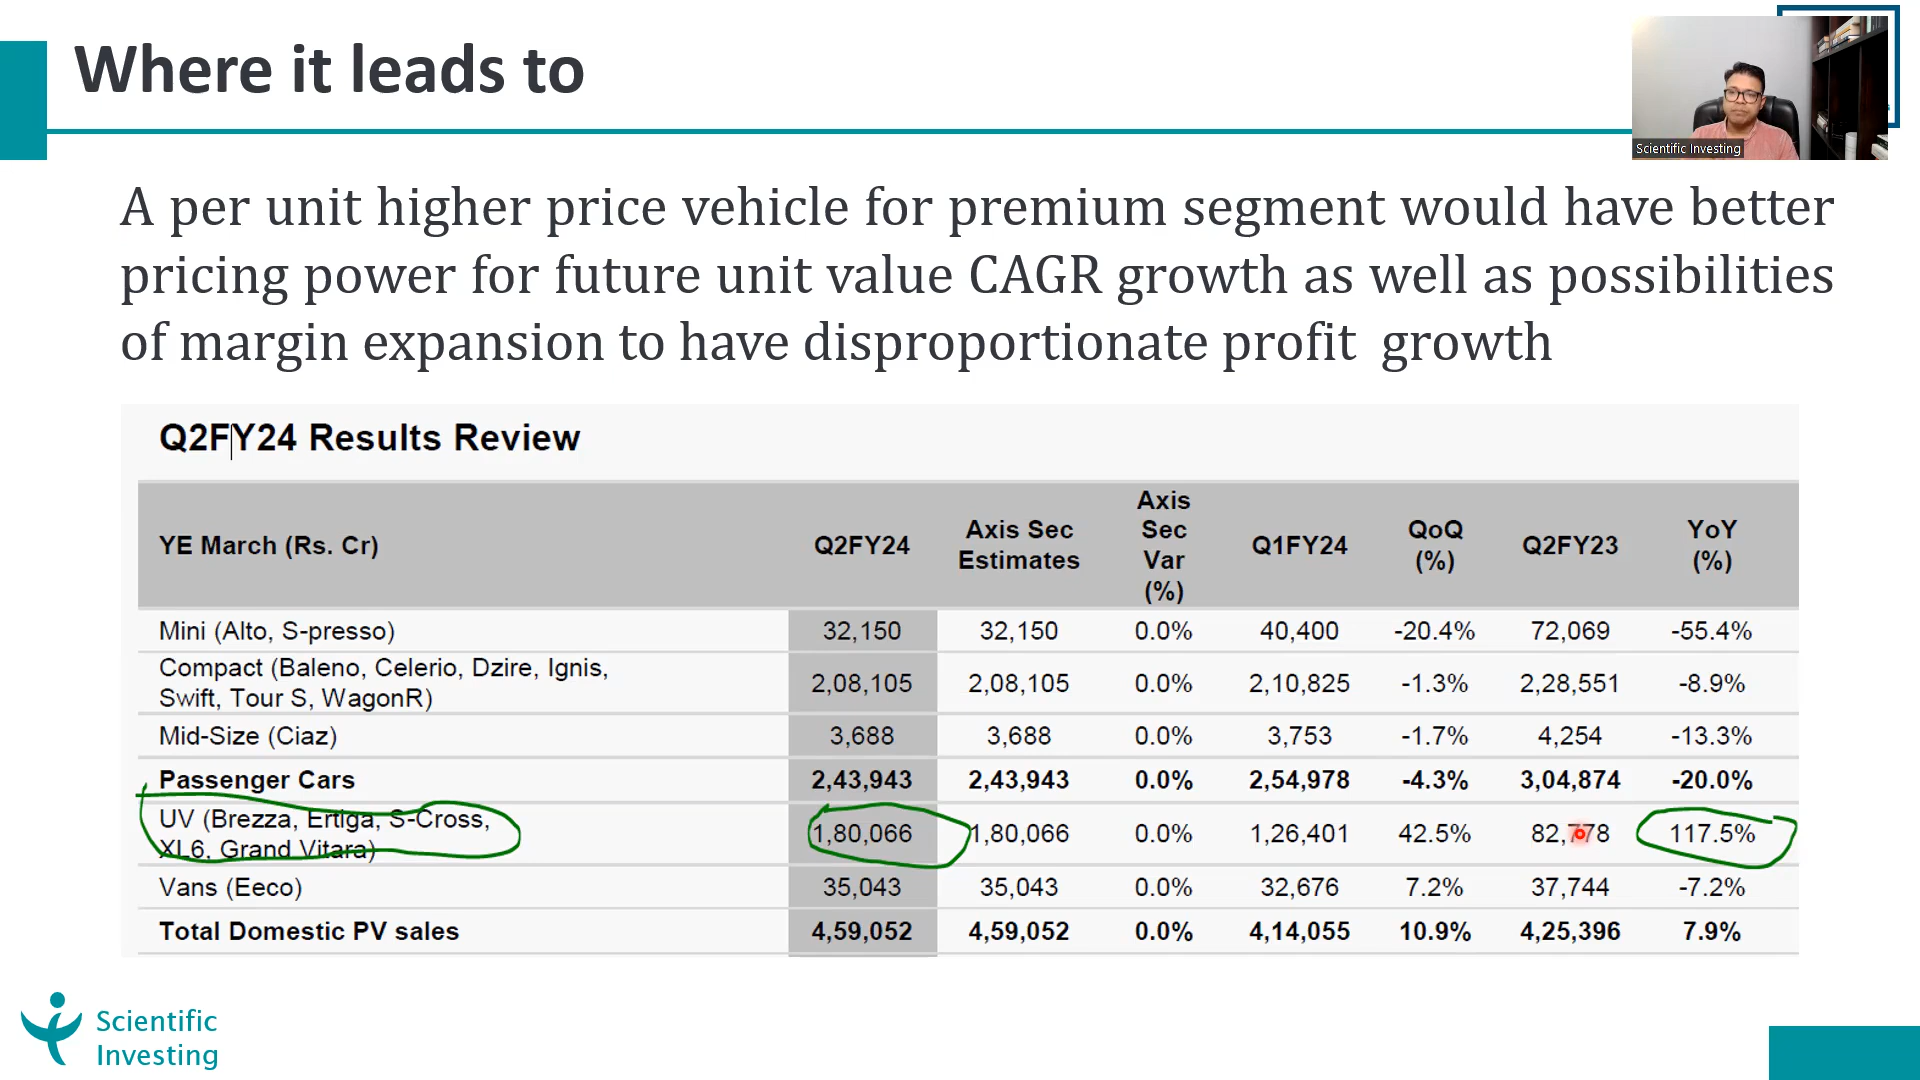 Where it leads to
Scientific Investing
A per unit higher price vehicle for premium segment would have better
pricing power for future unit value CAGR growth as well as possibilities
of margin expansion to have disproportionate profit growth
Q2FY24 Results Review
YE March (Rs. Cr) Q2FY24 Axis Sec Estimates Axis Sec Var (%) Q1FY24 QoQ (%) Q2FY23 YoY (%)
Mini (Alto, S-presso) 32,150 32,150 0.0% 40,400 -20.4% 72,069 -55.4%
Compact (Baleno, Celerio, Dzire, Ignis,
Swift, Tour S, WagonR) 2,08,105 2,08,105 0.0% 2,10,825 -1.3% 2,28,551 -8.9%
Mid-Size (Ciaz) 3,688 3,688 0.0% 3,753 -1.7% 4,254 -13.3%
Passenger Cars 2,43,943 2,43,943 0.0% 2,54,978 -4.3% 3,04,874 -20.0%
UV (Brezza, Ertiga, S-Cross,
XL6, Grand Vitara) 1,80,066 1,80,066 0.0% 1,26,401 42.5% 82,778 117.5%
Vans (Eeco) 35,043 35,043 0.0% 32,676 7.2% 37,744 -7.2%
Total Domestic PV sales 4,59,052 4,59,052 0.0% 4,14,055 10.9% 4,25,396 7.9%
Scientific
Investing